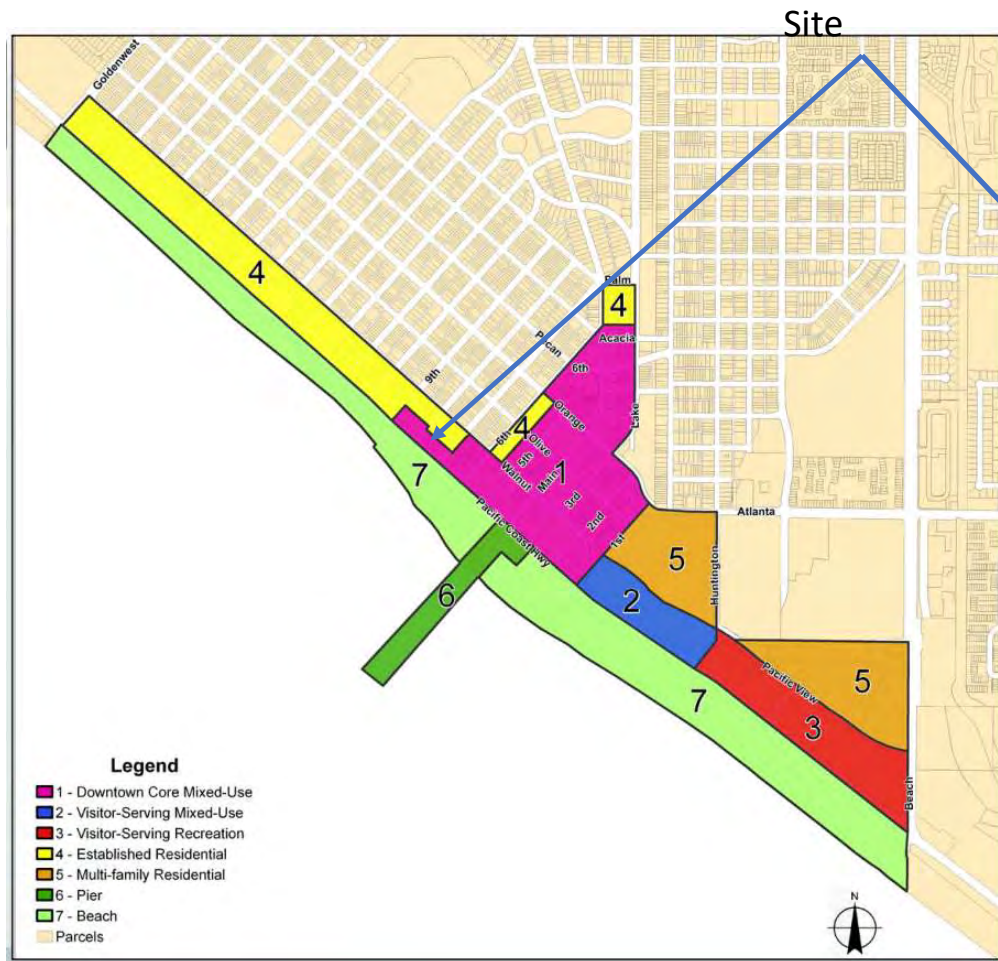 Site
Goldenwest
4
Palm
4
Acacia
Pecan
6th
9th
Orange
Lake
4
6th
Olive
5th
1
Walnut
Main
7
3rd
Pacific Coast Hwy
2nd
Atlanta
1st
5
Huntington
6
2
Pacific View
5
7
3
Beach
Legend
1 - Downtown Core Mixed-Use
2 - Visitor-Serving Mixed-Use
3 - Visitor-Serving Recreation
4 - Established Residential
5 - Multi-family Residential
6 - Pier
7 - Beach
Parcels
N